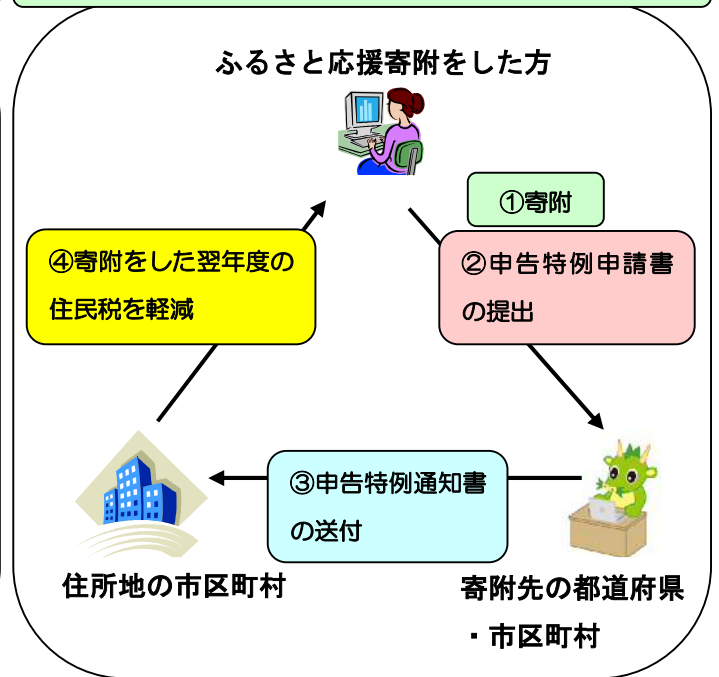 ふるさと応援寄附をした方
①寄附
②申告特例申請書
の提出
④寄附をした翌年度の
住民税を軽減
③申告特例通知書
の送付
住所地の市区町村
寄附先の都道府県
・市区町村